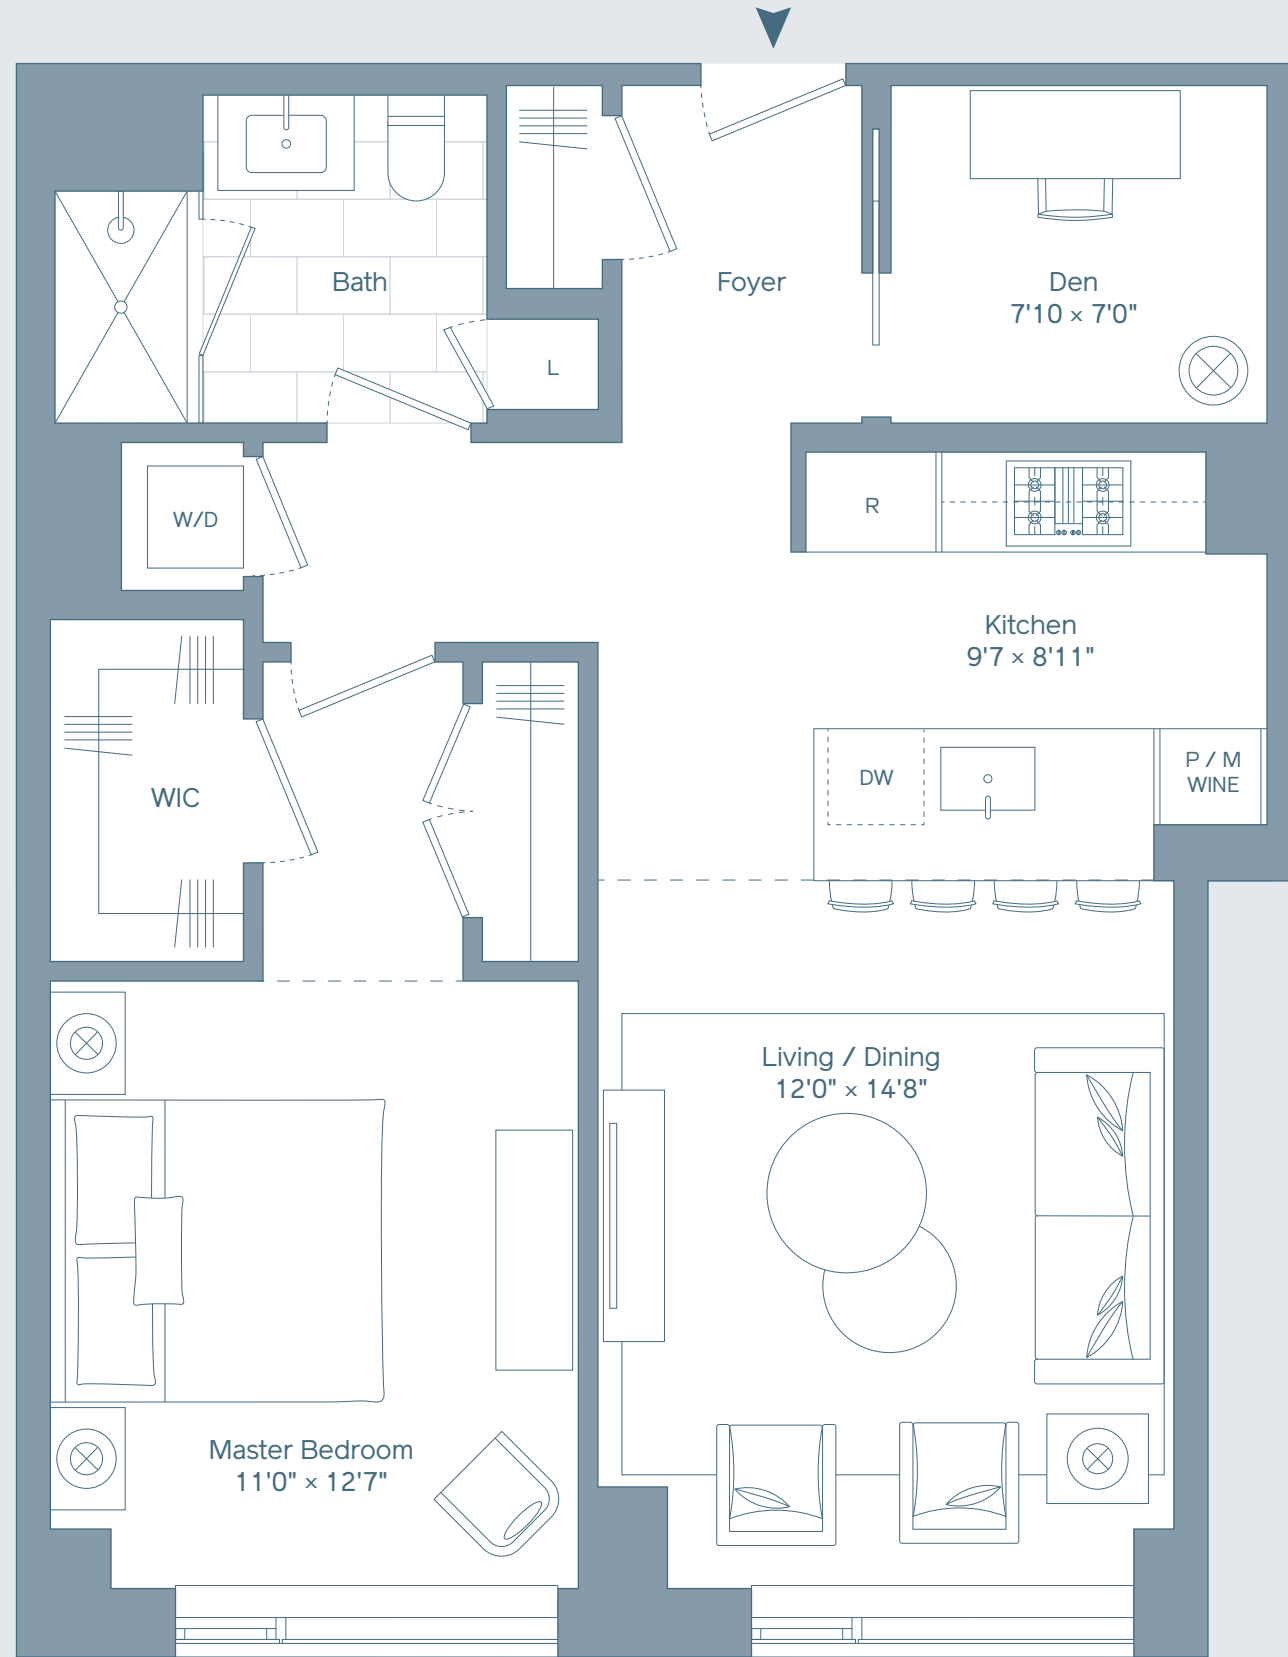 Bath
Foyer
Den
7'10 × 7'0"
L
W/D
R
Kitchen
9'7 × 8'11"
WIC
DW
P / M
WINE
Living / Dining
12'0" × 14'8"
Master Bedroom
11'0" × 12'7"